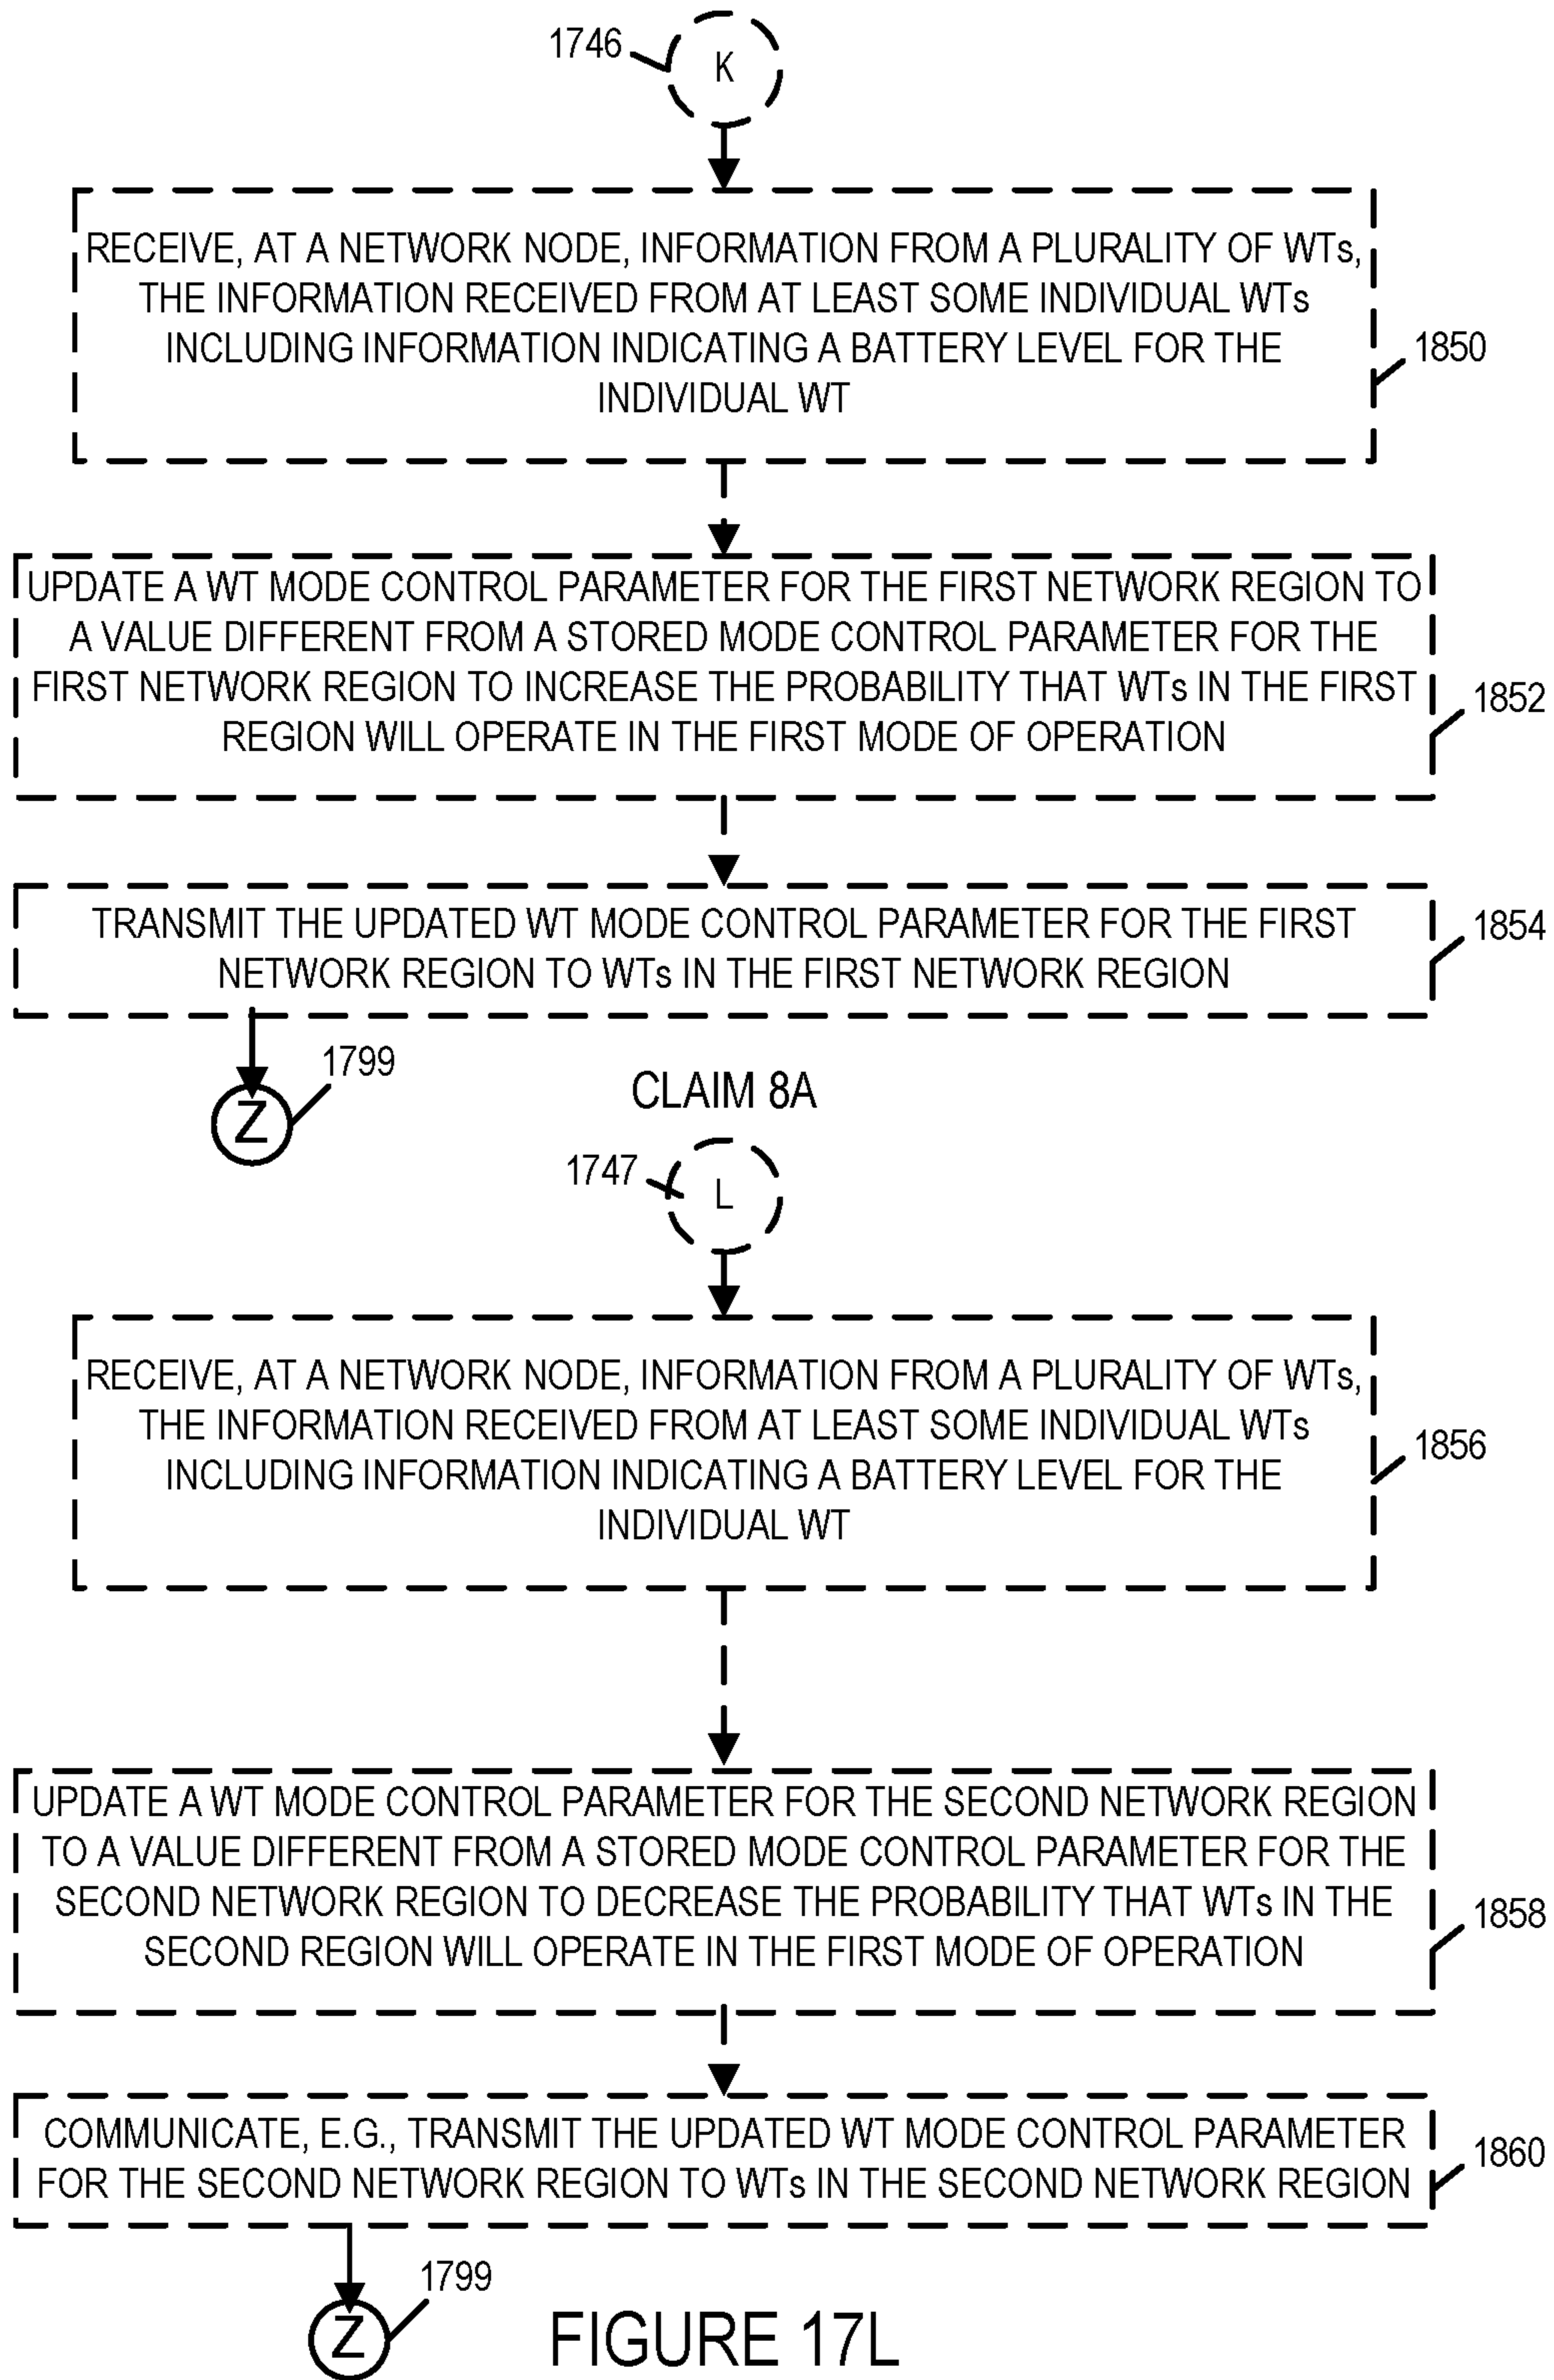 1746
K
RECEIVE, AT A NETWORK NODE, INFORMATION FROM A PLURALITY OF WTs,
THE INFORMATION RECEIVED FROM AT LEAST SOME INDIVIDUAL WTs
INCLUDING INFORMATION INDICATING A BATTERY LEVEL FOR THE
INDIVIDUAL WT
1850
UPDATE A WT MODE CONTROL PARAMETER FOR THE FIRST NETWORK REGION TO
A VALUE DIFFERENT FROM A STORED MODE CONTROL PARAMETER FOR THE
FIRST NETWORK REGION TO INCREASE THE PROBABILITY THAT WTs IN THE FIRST
REGION WILL OPERATE IN THE FIRST MODE OF OPERATION
1852
TRANSMIT THE UPDATED WT MODE CONTROL PARAMETER FOR THE FIRST
NETWORK REGION TO WTs IN THE FIRST NETWORK REGION
1854
1799
Z
CLAIM 8A
1747
L
RECEIVE, AT A NETWORK NODE, INFORMATION FROM A PLURALITY OF WTs,
THE INFORMATION RECEIVED FROM AT LEAST SOME INDIVIDUAL WTs
INCLUDING INFORMATION INDICATING A BATTERY LEVEL FOR THE
INDIVIDUAL WT
1856
UPDATE A WT MODE CONTROL PARAMETER FOR THE SECOND NETWORK REGION
TO A VALUE DIFFERENT FROM A STORED MODE CONTROL PARAMETER FOR THE
SECOND NETWORK REGION TO DECREASE THE PROBABILITY THAT WTs IN THE
SECOND REGION WILL OPERATE IN THE FIRST MODE OF OPERATION
1858
COMMUNICATE, E.G., TRANSMIT THE UPDATED WT MODE CONTROL PARAMETER
FOR THE SECOND NETWORK REGION TO WTs IN THE SECOND NETWORK REGION
1860
1799
Z
FIGURE 17L